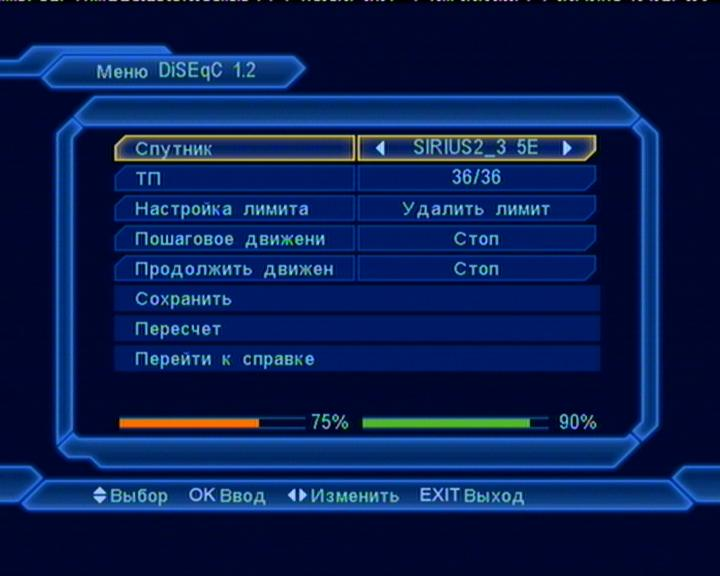 Меню DiSEqC 1.2
Спутник SIRIUS2_3 5E
ТП 36/36
Настройка лимита Удалить лимит
Пошаговое движени Стоп
Продолжить движен Стоп
Сохранить
Пересчет
Перейти к справке
75% 90%
Выбор OK Ввод Изменить EXIT Выход